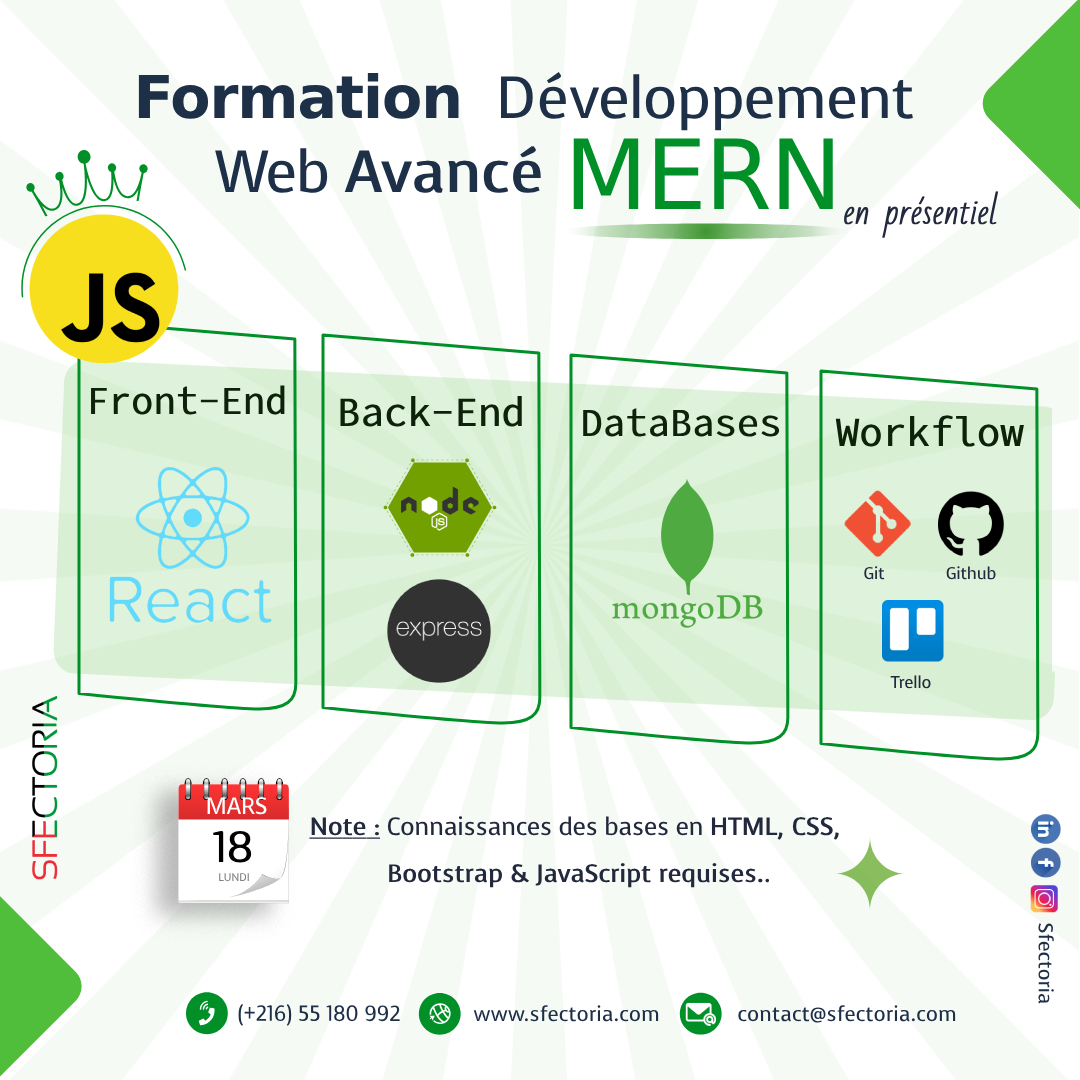 Formation Développement
Web Avancé MERN
en présentiel
JS
Front-End
React
Back-End
node
JS
express
DataBases
mongoDB
Workflow
Git
Github
Trello
SFECTORIA
MARS
18
LUNDI
Note : Connaissances des bases en HTML, CSS,
Bootstrap & JavaScript requises..
in
f
Sfectoria
(+216) 55 180 992
www.sfectoria.com
contact@sfectoria.com